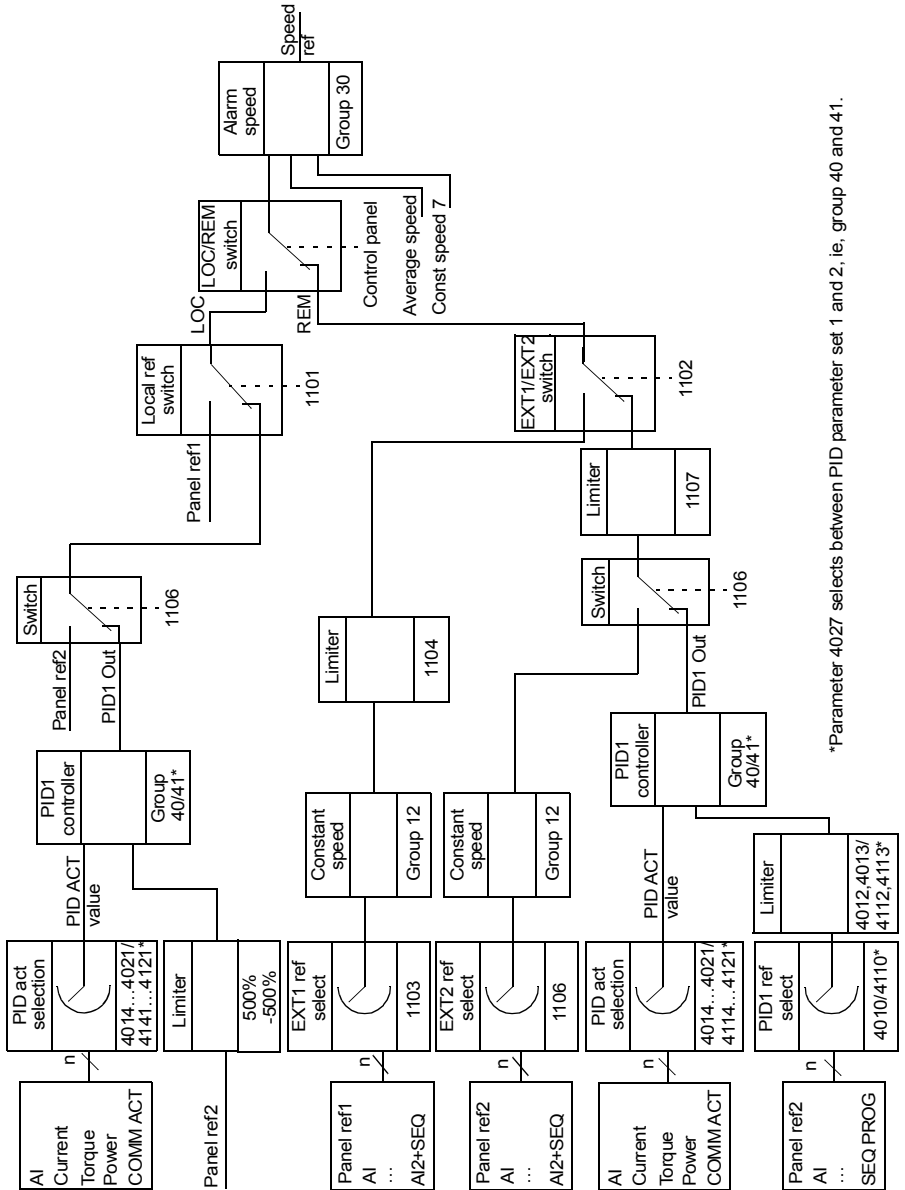 AI
Current
Torque
Power
COMM ACT
n
PID act
selection
4014...4021/
4141...4121*
PID ACT
value
PID1
controller
Group
40/41*
Panel ref2
PID1 Out
Switch
1106
Panel ref2
Limiter
500%
-500%
Panel ref1
Local ref
switch
1101
LOC
REM
LOC/REM
switch
Control panel
Average speed
Const speed 7
Alarm
speed
Group 30
Speed
ref
Panel ref1
AI
...
AI2+SEQ
n
EXT1 ref
select
1103
Constant
speed
Group 12
Limiter
1104
EXT1/EXT2
switch
1102
Panel ref2
AI
...
AI2+SEQ
n
EXT2 ref
select
1106
Constant
speed
Group 12
Switch
1106
Limiter
1107
AI
Current
Torque
Power
COMM ACT
n
PID act
selection
4014...4021/
4114...4121*
PID ACT
value
PID1
controller
Group
40/41*
PID1 Out
Panel ref2
AI
...
SEQ PROG
n
PID1 ref
select
4010/4110*
Limiter
4012,4013/
4112,4113*
*Parameter 4027 selects between PID parameter set 1 and 2, ie, group 40 and 41.